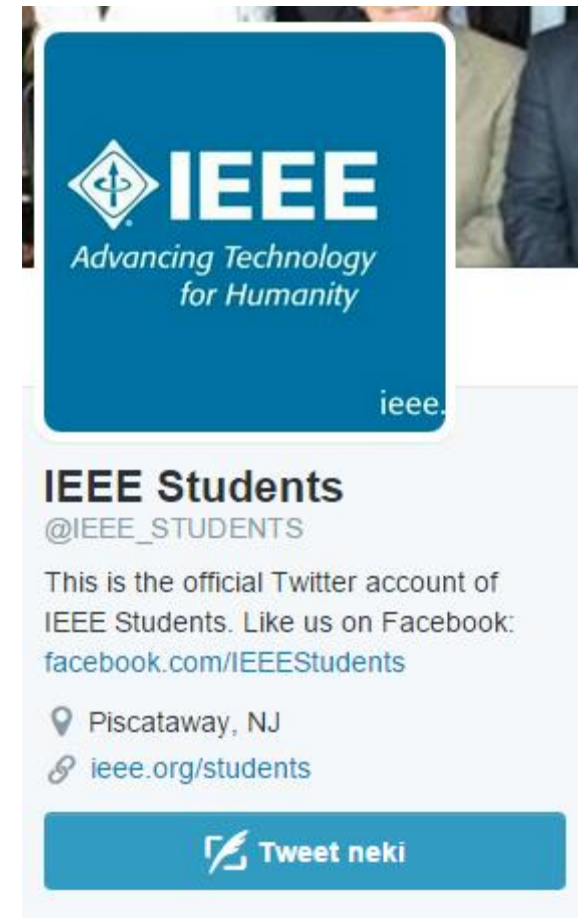 IEEE
Advancing Technology
for Humanity
ieee.
IEEE Students
@IEEE_STUDENTS
This is the official Twitter account of
IEEE Students. Like us on Facebook:
facebook.com/IEEEStudents
Piscataway, NJ
ieee.org/students
Tweet neki